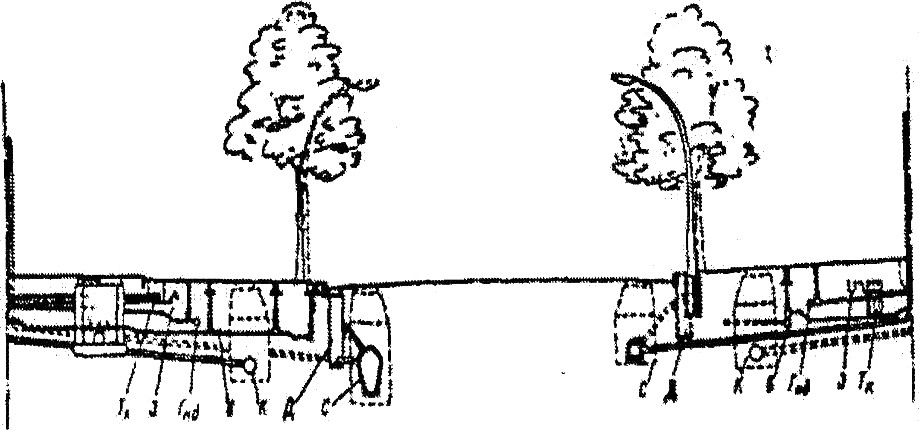 Тк З Гнд В К Д С С Д К В Гнд З Тк